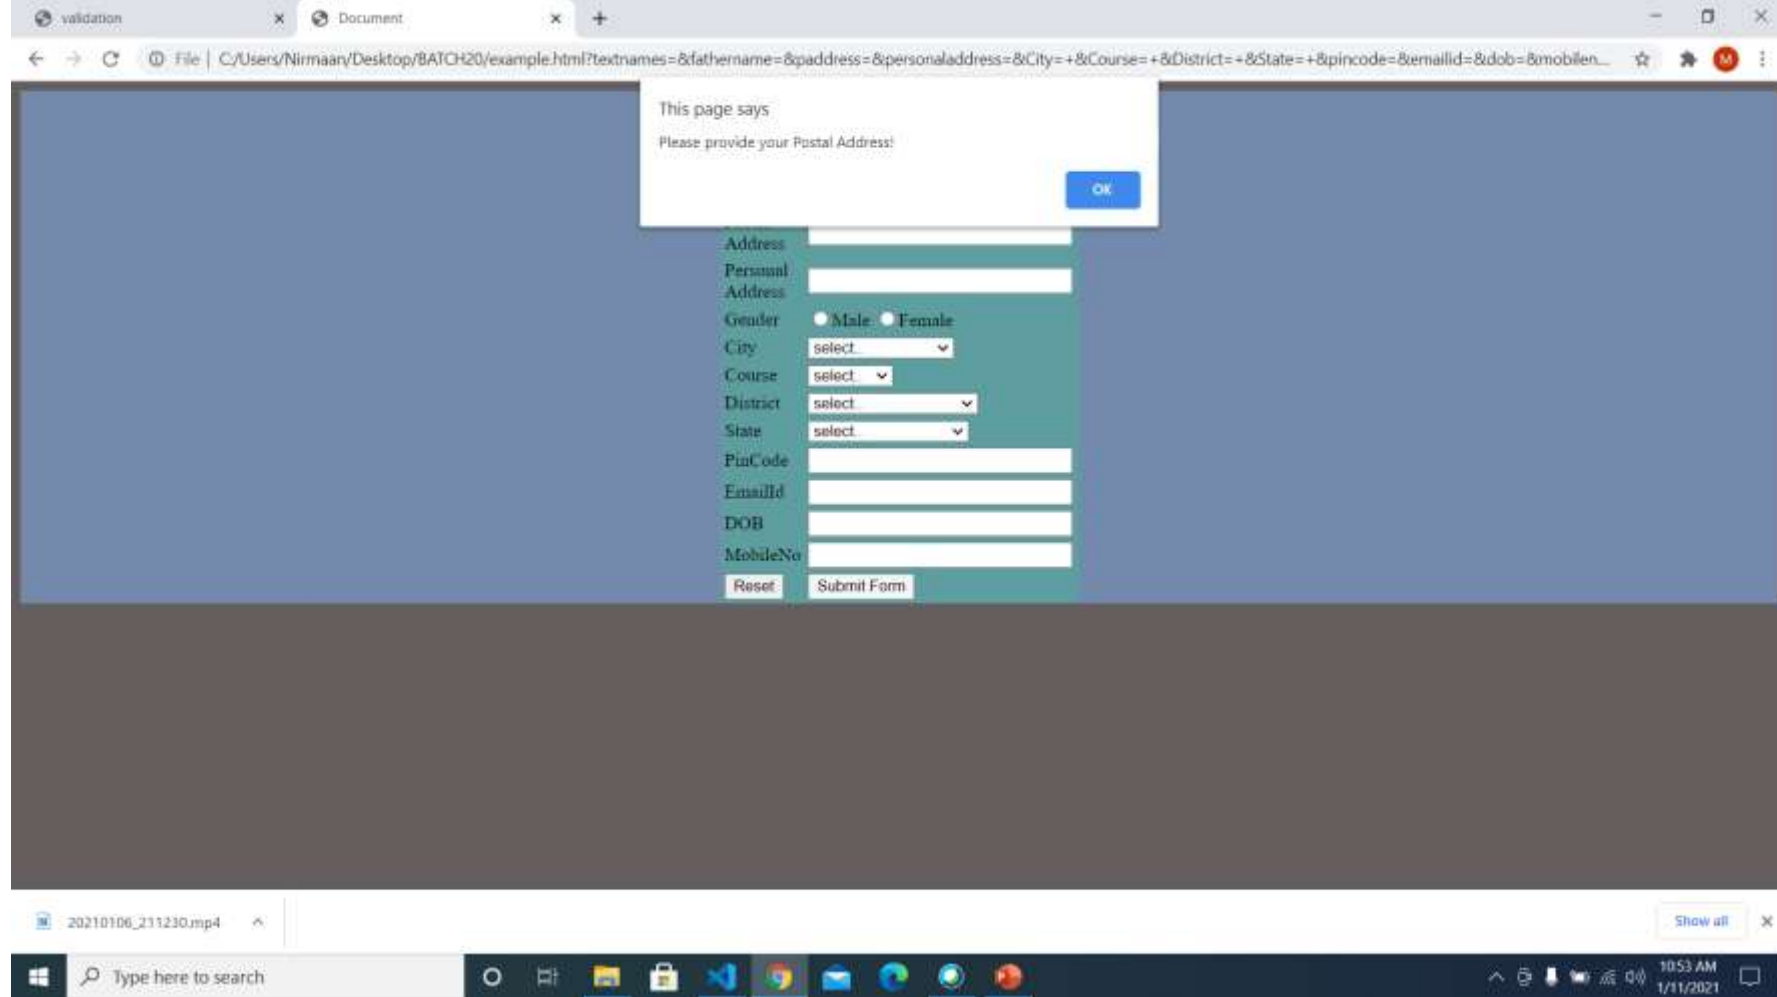 validation
Document
File | C:/Users/Nirmaan/Desktop/BATCH20/example.html?textnames=&fathername=&paddress=&personaladdress=&City=+&Course=+&District=+&State=+&pincode=&emailid=&dob=&mobilen...
M
This page says
Please provide your Postal Address!
OK
Address
Personal
Address
Gender Male Female
City select..
Course select..
District select..
State select..
PinCode
EmailId
DOB
MobileNo
Reset Submit Form
20210106_211230.mp4
Show all
Type here to search
10:53 AM
1/11/2021